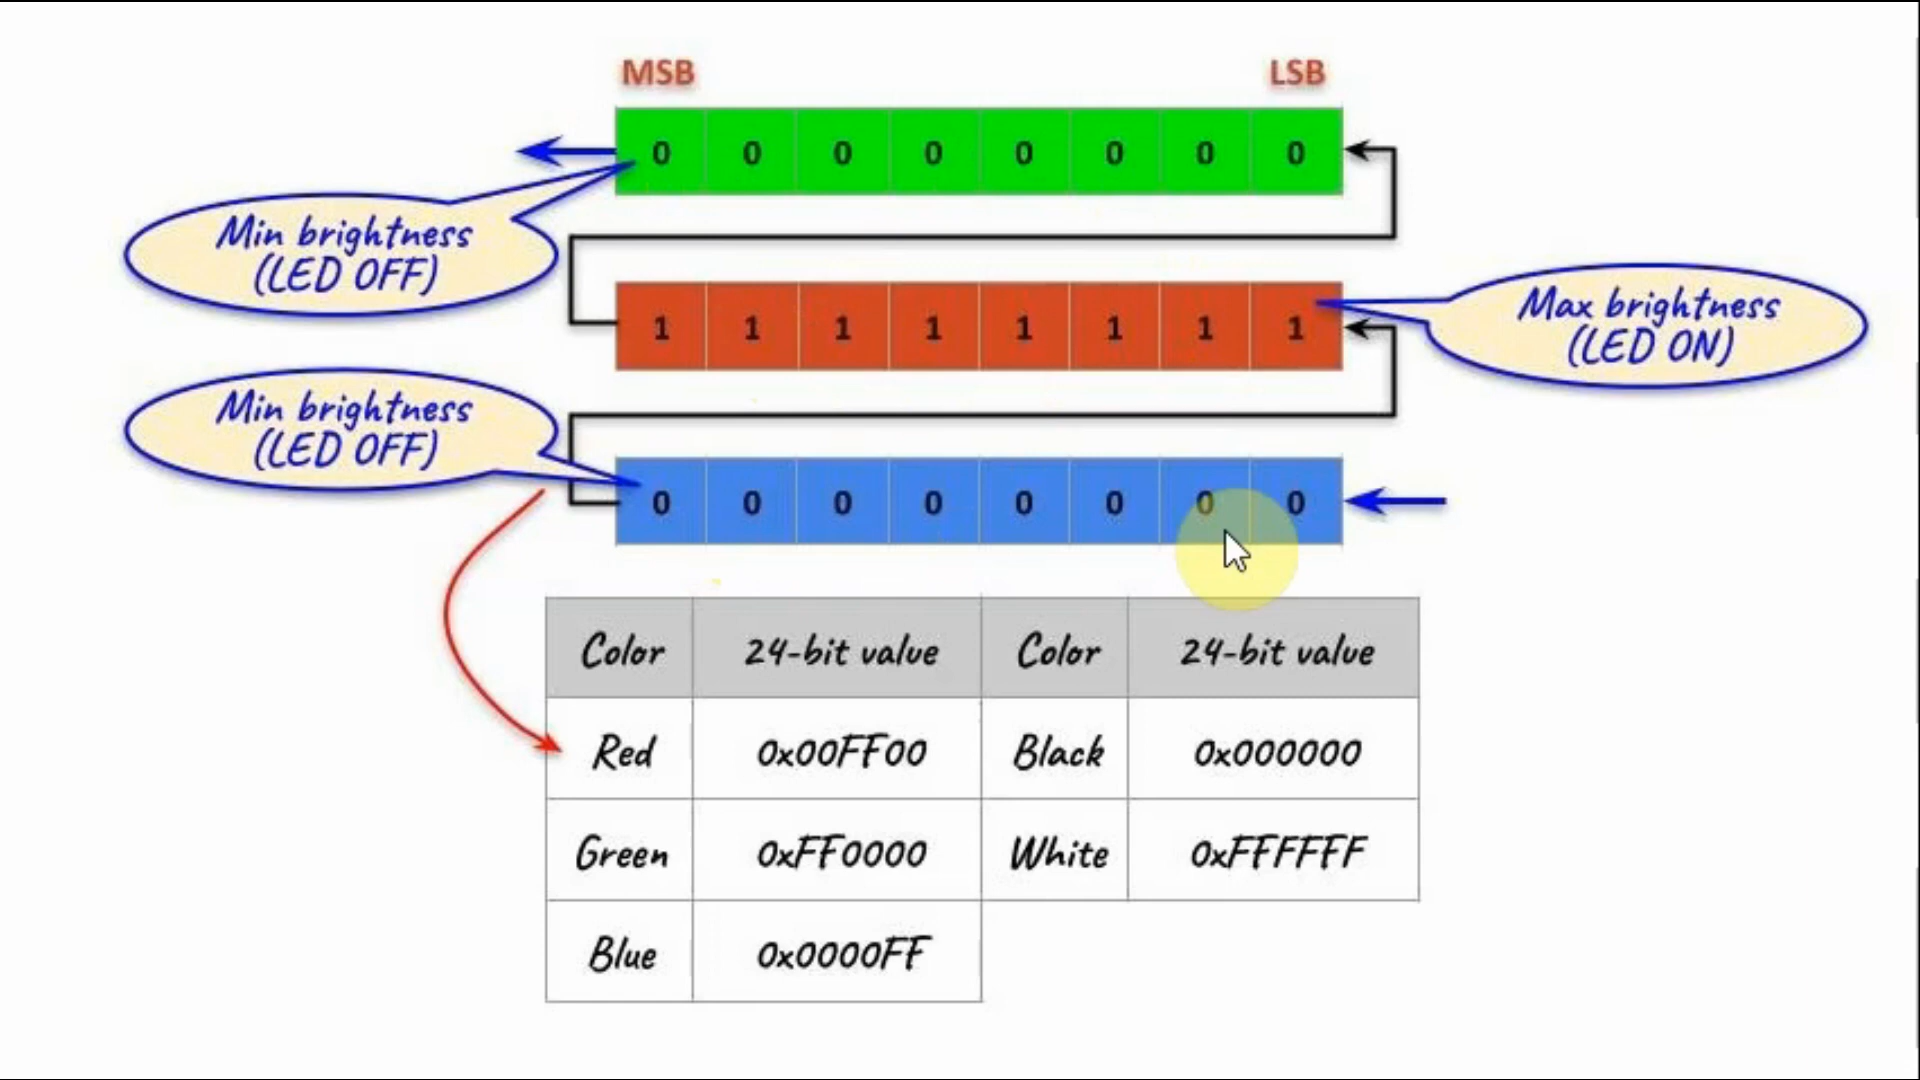 MSB LSB
0 0 0 0 0 0 0 0
Min brightness
(LED OFF)
1 1 1 1 1 1 1 1
Max brightness
(LED ON)
Min brightness
(LED OFF)
0 0 0 0 0 0 0 0
Color 24-bit value Color 24-bit value
Red 0x00FF00 Black 0x000000
Green 0xFF0000 White 0xFFFFFF
Blue 0x0000FF